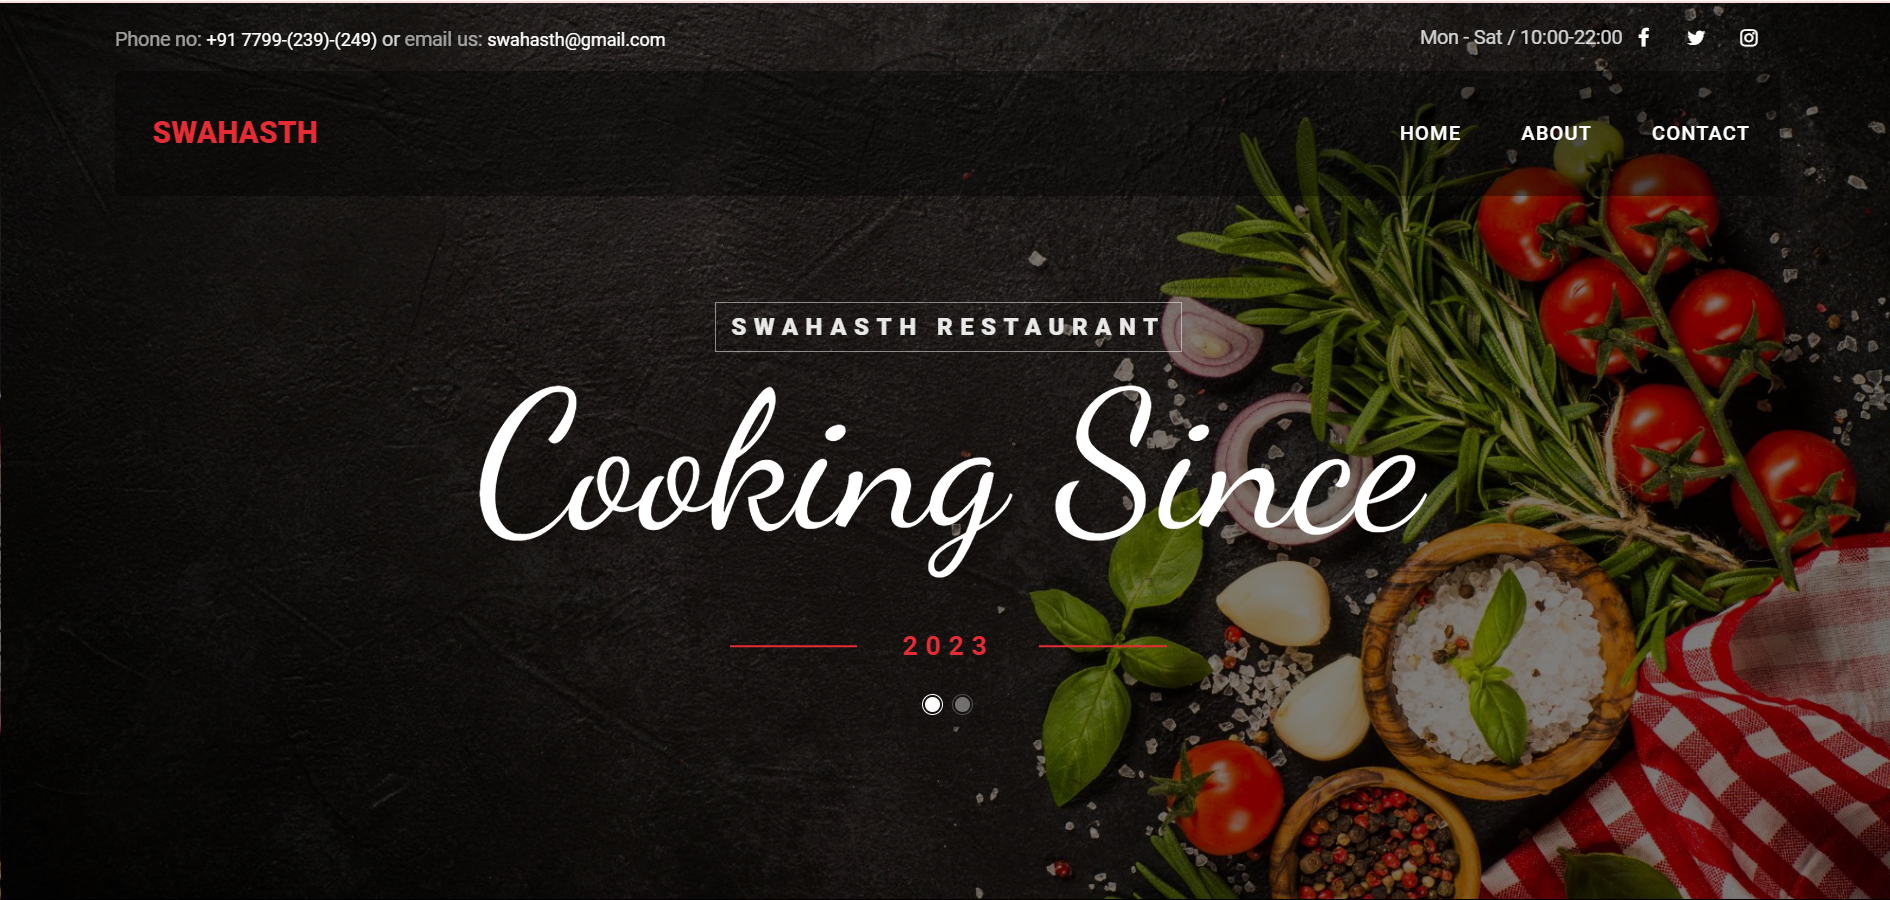 Phone no: +91 7799-(239)-(249) or email us: swahasth@gmail.com
Mon - Sat / 10:00-22:00
SWAHASTH
HOME ABOUT CONTACT
SWAHASTH RESTAURANT
Cooking Since
2023